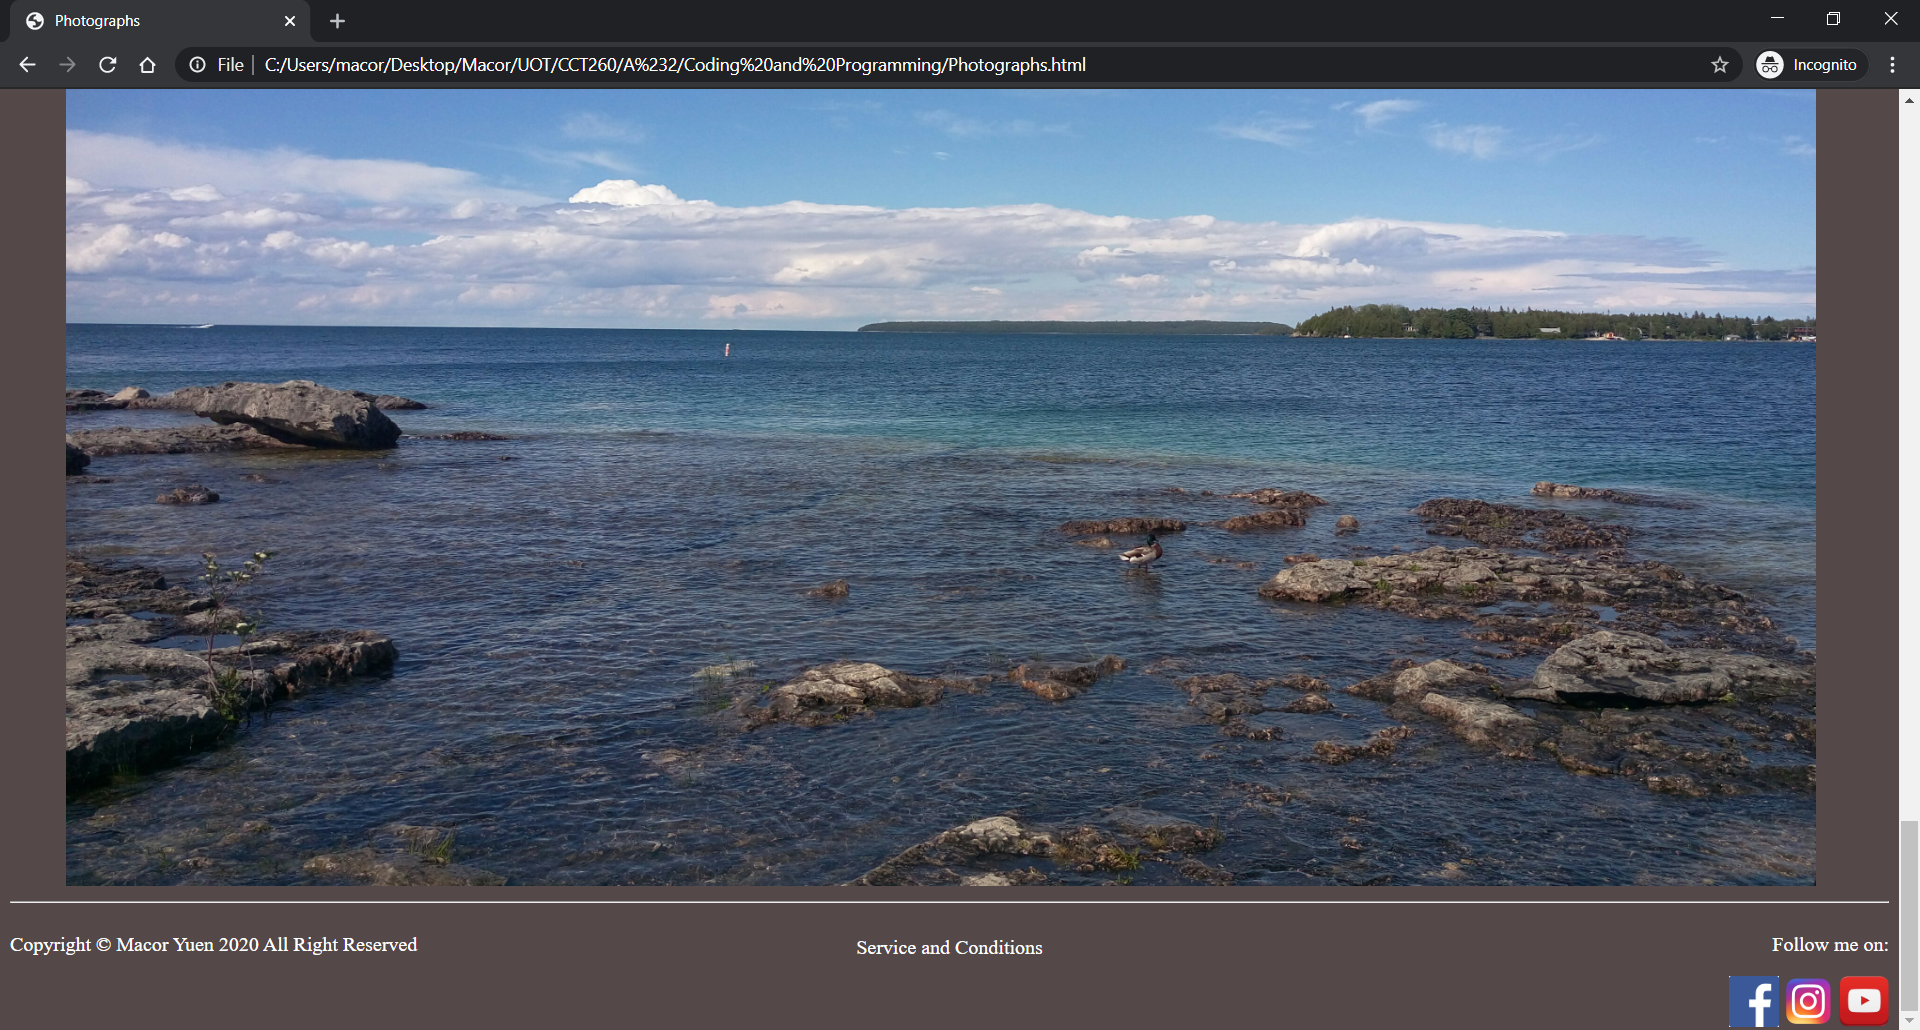 Photographs
File | C:/Users/macor/Desktop/Macor/UOT/CCT260/A%232/Coding%20and%20Programming/Photographs.html
Incognito
Copyright © Macor Yuen 2020 All Right Reserved
Service and Conditions
Follow me on: